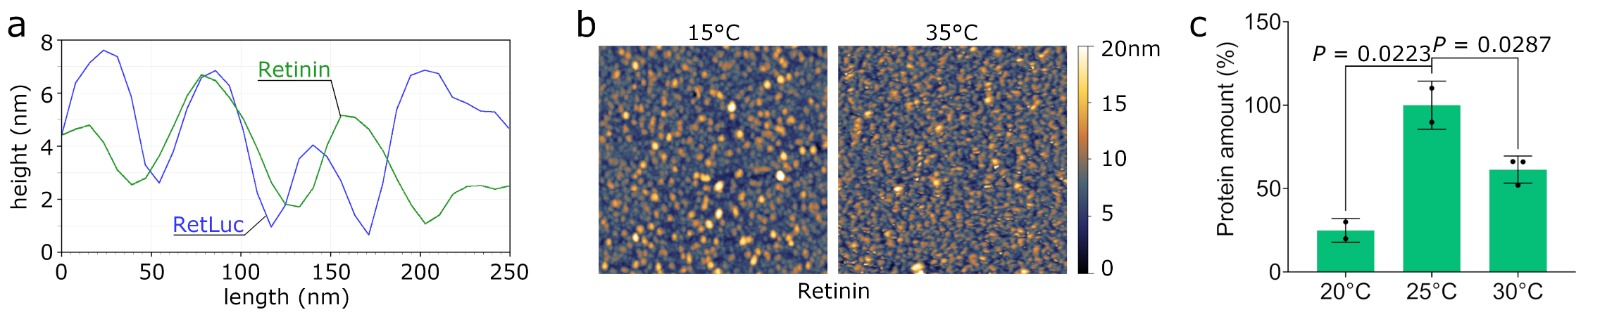 a
height (nm)
8
6
4
2
0
Retinin
RetLuc
0 50 100 150 200 250
length (nm)
b
15°C 35°C
20nm
15
10
5
0
Retinin
c
Protein amount (%)
150
100
50
0
P = 0.0223 P = 0.0287
20°C 25°C 30°C